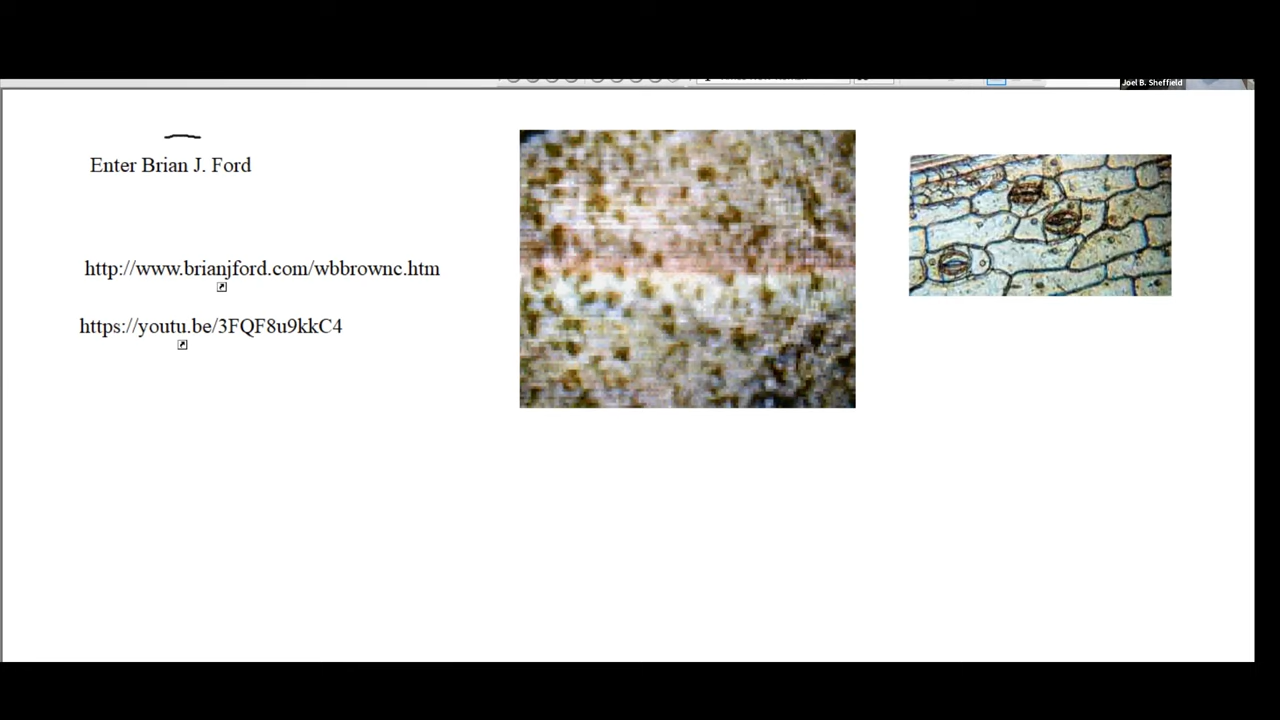 Joel B. Sheffield
Enter Brian J. Ford
http://www.brianjford.com/wbbrownc.htm
https://youtu.be/3FQF8u9kkC4